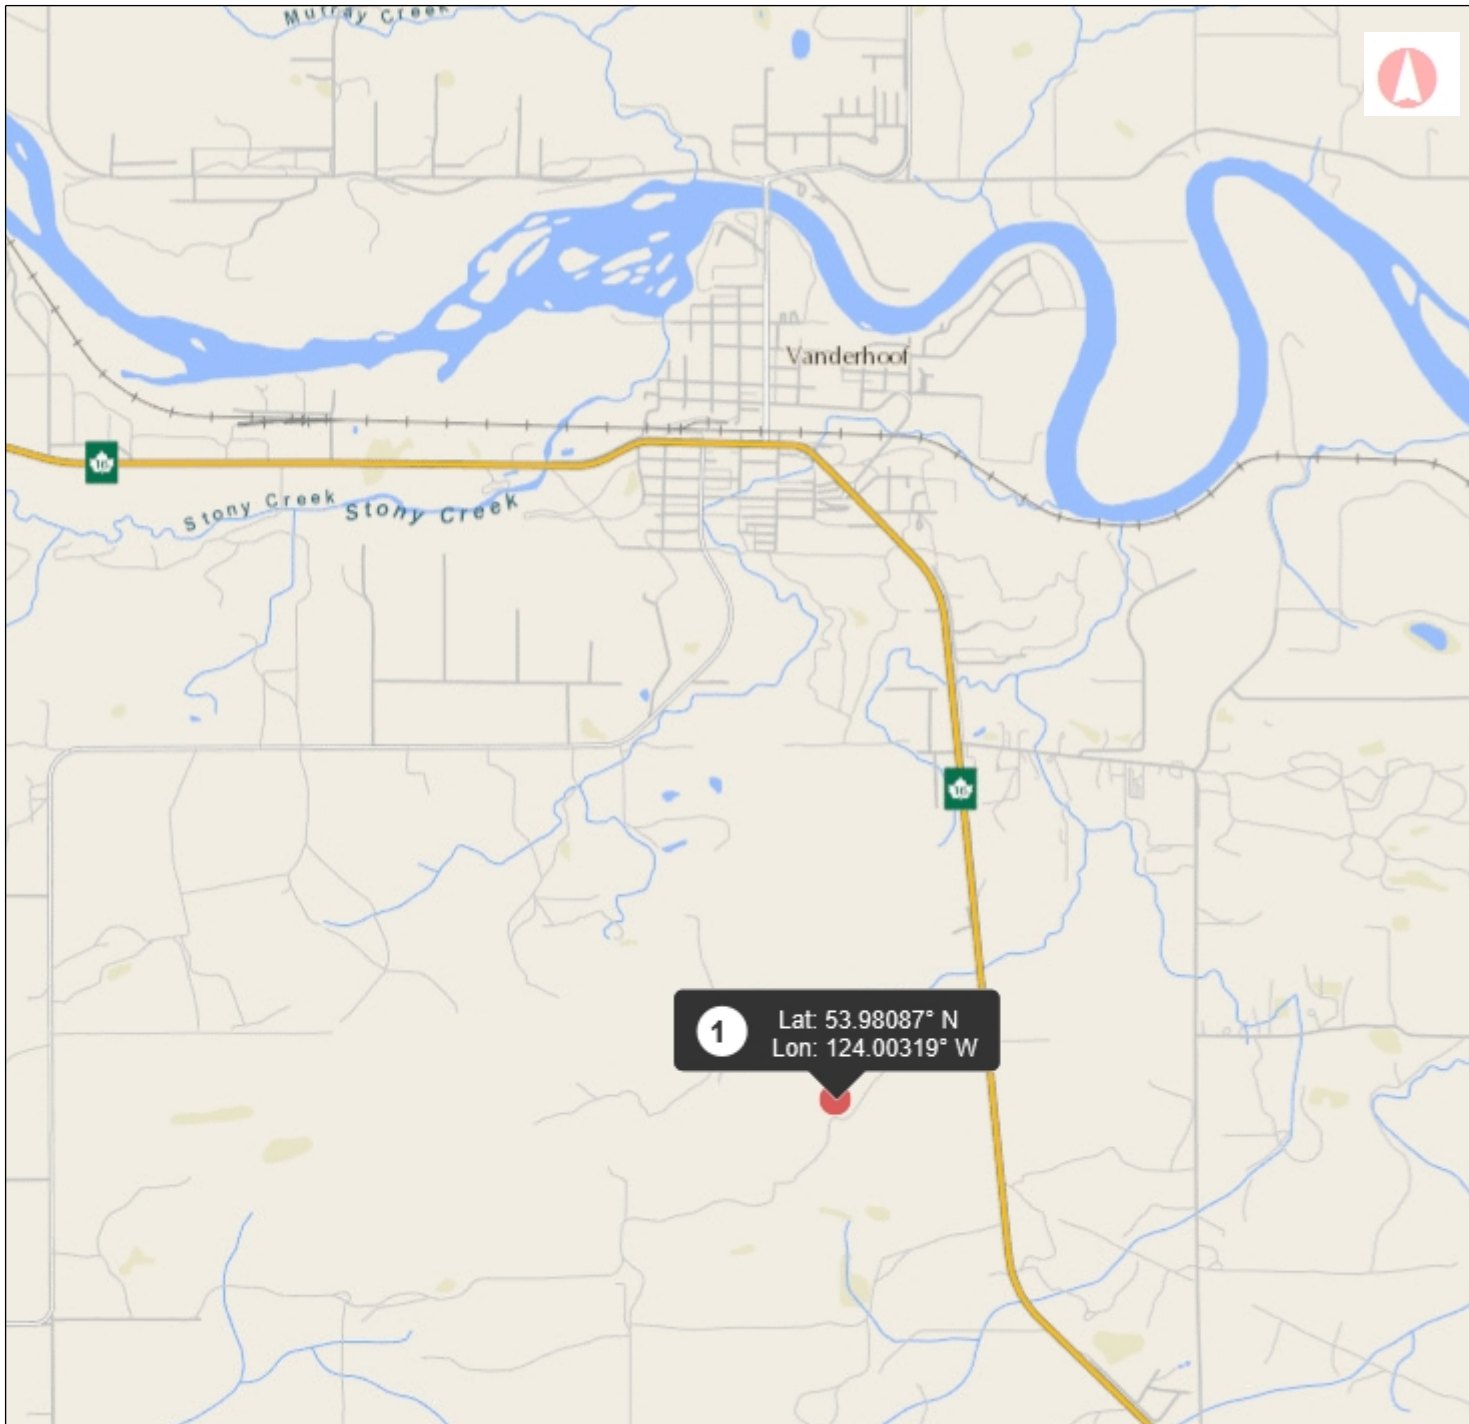 Murray Creek
Vanderhoof
16
Stony Creek
Stony Creek
16
1
Lat: 53.98087° N
Lon: 124.00319° W